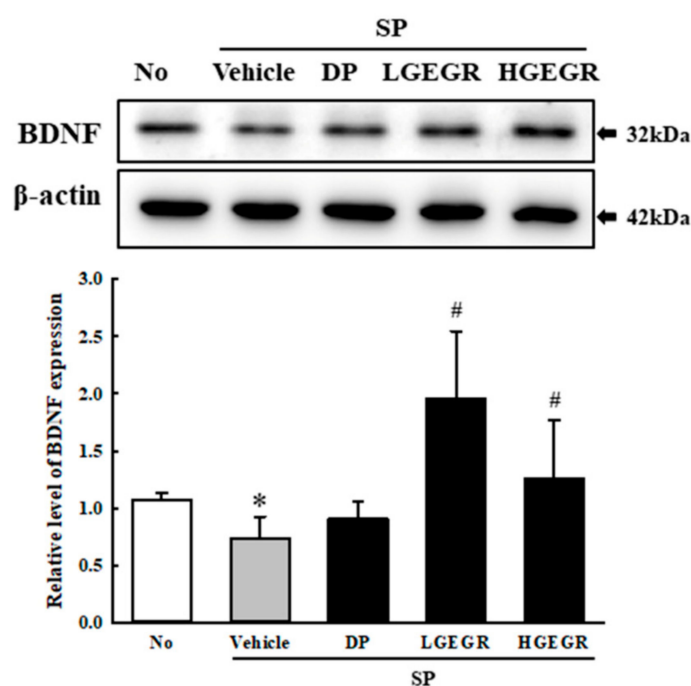 SP
No Vehicle DP LGEGR HGEGR
BDNF 32kDa
β-actin 42kDa
Relative level of BDNF expression
3.0
2.5
2.0
1.5
1.0
0.5
0.0
*
#
#
No Vehicle DP LGEGR HGEGR
SP